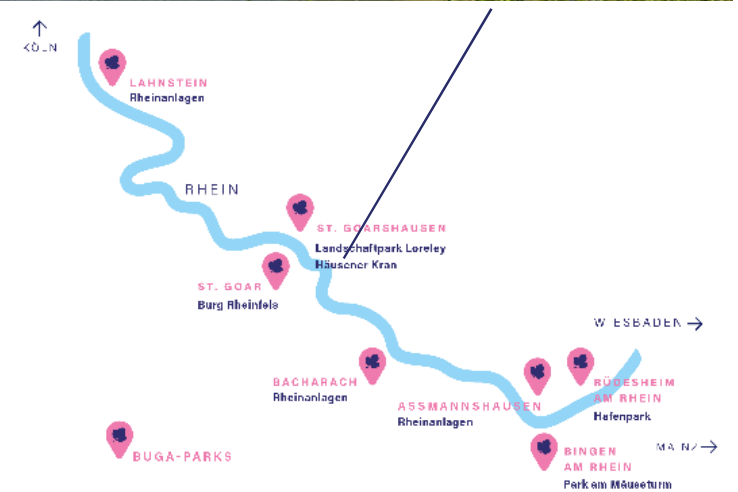 KÖLN
LAHNSTEIN
Rheinanlagen
RHEIN
ST. GOARSHAUSEN
Landschaftpark Loreley
Häusener Kran
ST. GOAR
Burg Rheinfels
WIESBADEN
BACHARACH
Rheinanlagen
ASSMANNSHAUSEN
Rheinanlagen
RÜDESHEIM
AM RHEIN
Hafenpark
BUGA-PARKS
BINGEN
AM RHEIN
Park am Mäuseturm
MAINZ